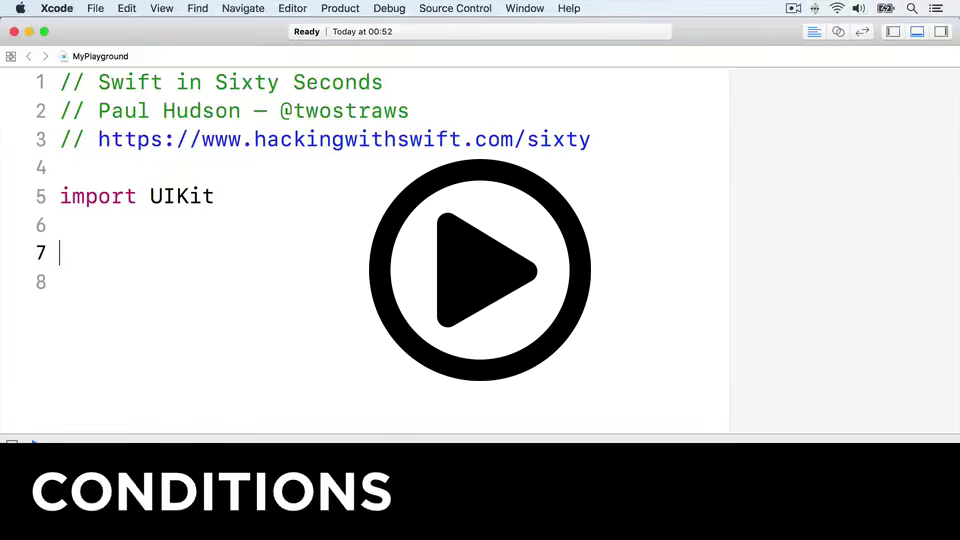 Xcode File Edit View Find Navigate Editor Product Debug Source Control Window Help
Ready | Today at 00:52
MyPlayground
1 // Swift in Sixty Seconds
2 // Paul Hudson — @twostraws
3 // https://www.hackingwithswift.com/sixty
4
5 import UIKit
6
7
8
CONDITIONS